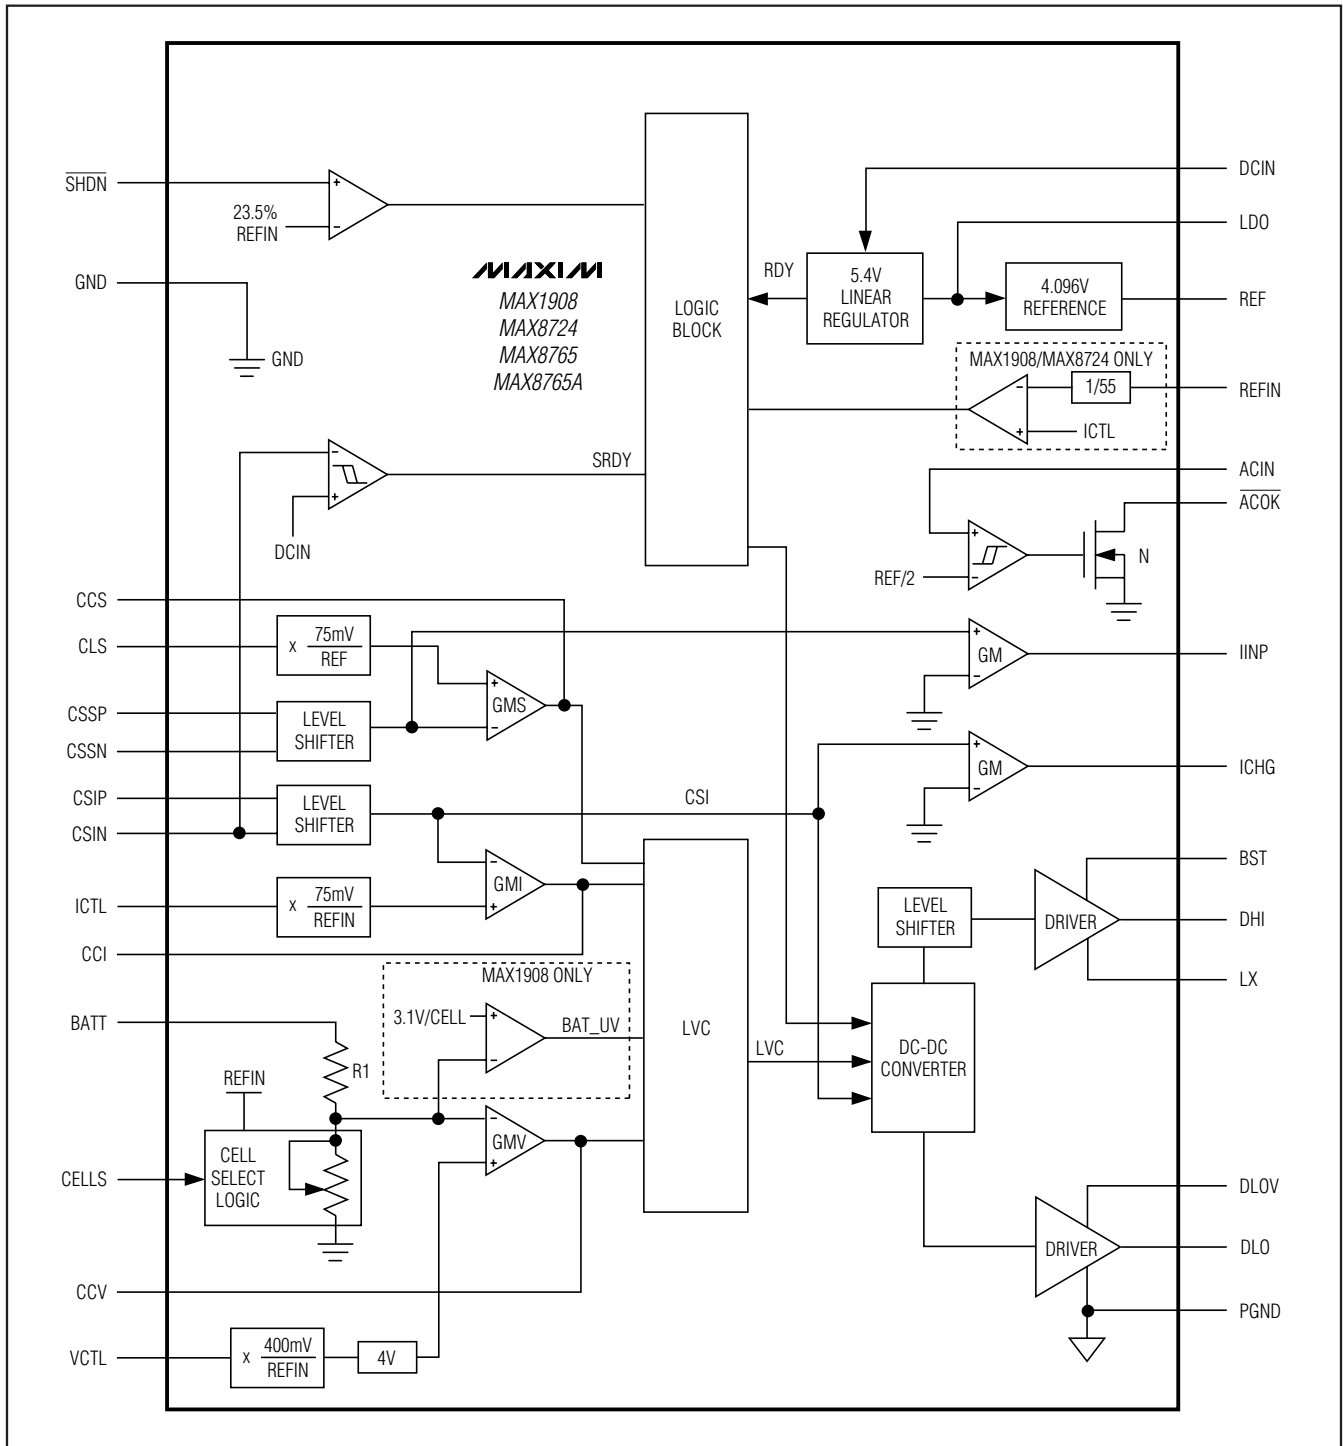 SHDN
23.5%
REFIN
GND
GND
MAXIM
MAX1908
MAX8724
MAX8765
MAX8765A
LOGIC
BLOCK
RDY
5.4V
LINEAR
REGULATOR
4.096V
REFERENCE
DCIN
LDO
REF
MAX1908/MAX8724 ONLY
1/55
ICTL
REFIN
SRDY
DCIN
ACIN
ACOK
REF/2
N
CCS
CLS
x 75mV
REF
GMS
CSSP
CSSN
LEVEL
SHIFTER
GM
IINP
CSIP
CSIN
LEVEL
SHIFTER
CSI
GM
ICHG
GMI
ICTL
x 75mV
REFIN
CCI
MAX1908 ONLY
3.1V/CELL
BAT_UV
BATT
R1
REFIN
CELLS
CELL
SELECT
LOGIC
GMV
LVC
LVC
LEVEL
SHIFTER
DRIVER
BST
DHI
LX
DC-DC
CONVERTER
DRIVER
DLOV
DLO
PGND
CCV
VCTL
x 400mV
REFIN
4V